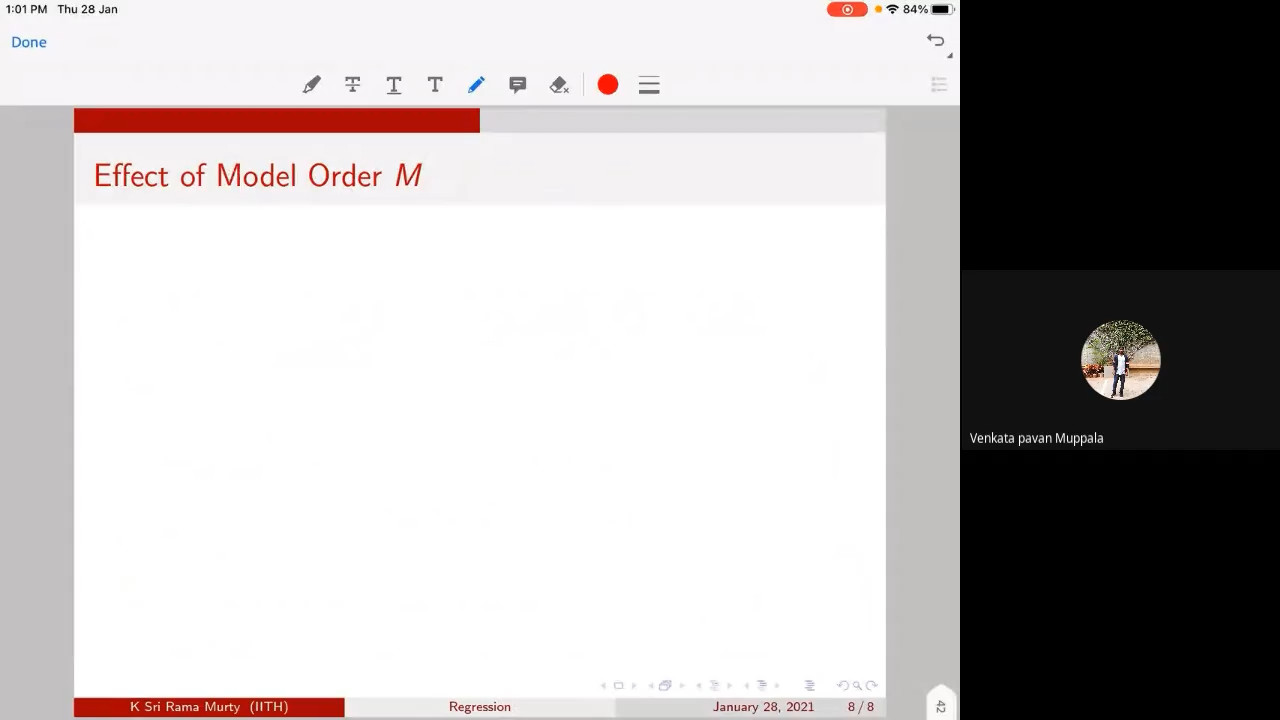 1:01 PM Thu 28 Jan
84%
Done
T T T
Effect of Model Order M
Venkata pavan Muppala
K Sri Rama Murty (IITH) Regression January 28, 2021 8 / 8
42